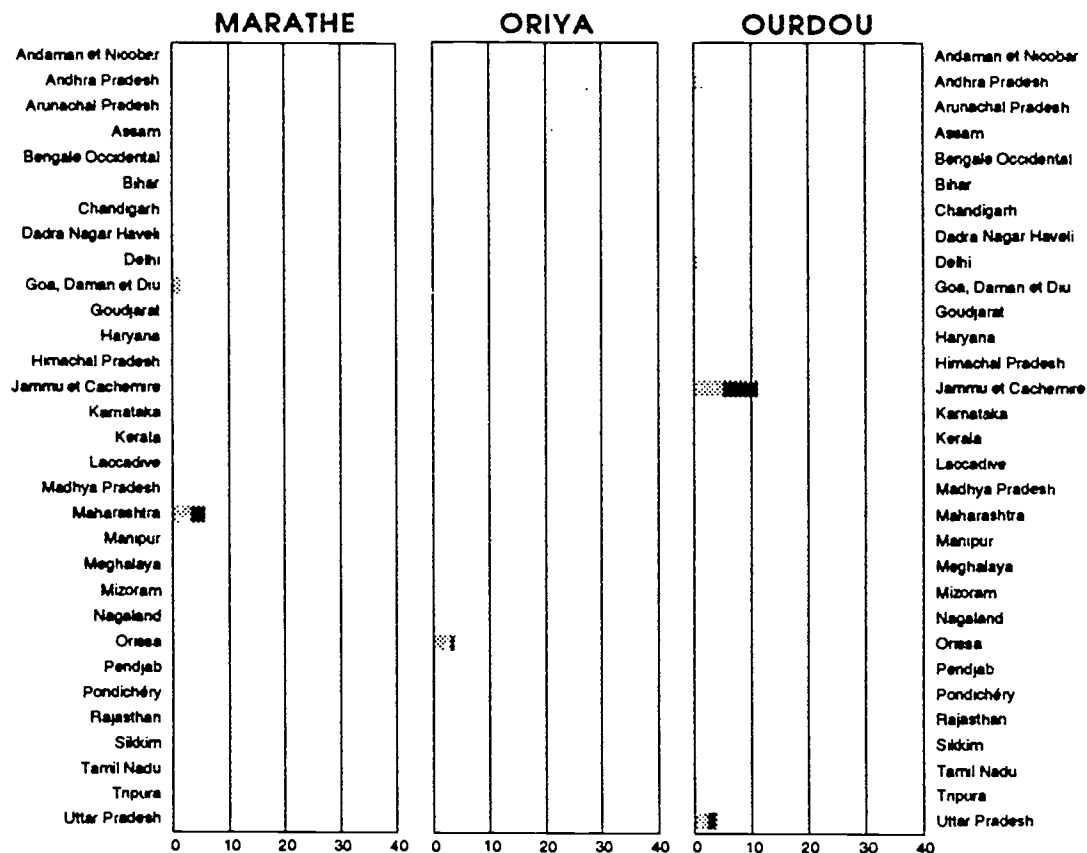 MARATHE ORIYA OURDOU
Andaman et Nicober Andaman et Nicobar
Andhra Pradesh Andhra Pradesh
Arunachal Pradesh Arunachal Pradesh
Assam Assam
Bengale Occidental Bengale Occidental
Bihar Bihar
Chandigarh Chandigarh
Dadra Nagar Haveli Dadra Nagar Haveli
Delhi Delhi
Goa, Daman et Diu Goa, Daman et Diu
Goudjarat Goudjarat
Haryana Haryana
Himachal Pradesh Himachal Pradesh
Jammu et Cachemire Jammu et Cachemire
Karnataka Karnataka
Kerala Kerala
Laccadive Laccadive
Madhya Pradesh Madhya Pradesh
Maharashtra Maharashtra
Manipur Manipur
Meghalaya Meghalaya
Mizoram Mizoram
Nagaland Nagaland
Orissa Orissa
Pendjab Pendjab
Pondichéry Pondichéry
Rajasthan Rajasthan
Sikkim Sikkim
Tamil Nadu Tamil Nadu
Tripura Tripura
Uttar Pradesh Uttar Pradesh
0 10 20 30 40 0 10 20 30 40 0 10 20 30 40